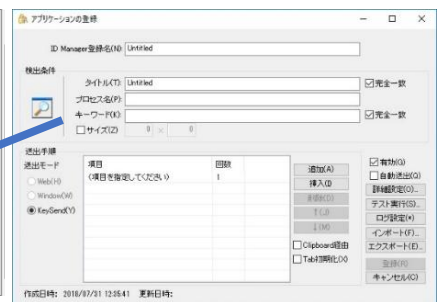 アプリケーションの登録
ID Manager登録名(N): Untitled
検出条件
タイトル(T): Untitled
完全一致
プロセス名(P):
キーワード(K):
完全一致
サイズ(Z) 0 × 0
送出手順
送出モード
Web(H)
Window(W)
KeySend(Y)
項目 回数
(項目を指定してください) 1
追加(A)
挿入(I)
削除(D)
↑(J)
↓(M)
Clipboard経由
Tab初期化(X)
有効(G)
自動送出(Q)
詳細設定(O)...
テスト実行(S)...
ログ設定(*)
インポート(F)...
エクスポート(E)...
登録(R)
キャンセル(C)
作成日時: 2018/07/31 12:35:41 更新日時: